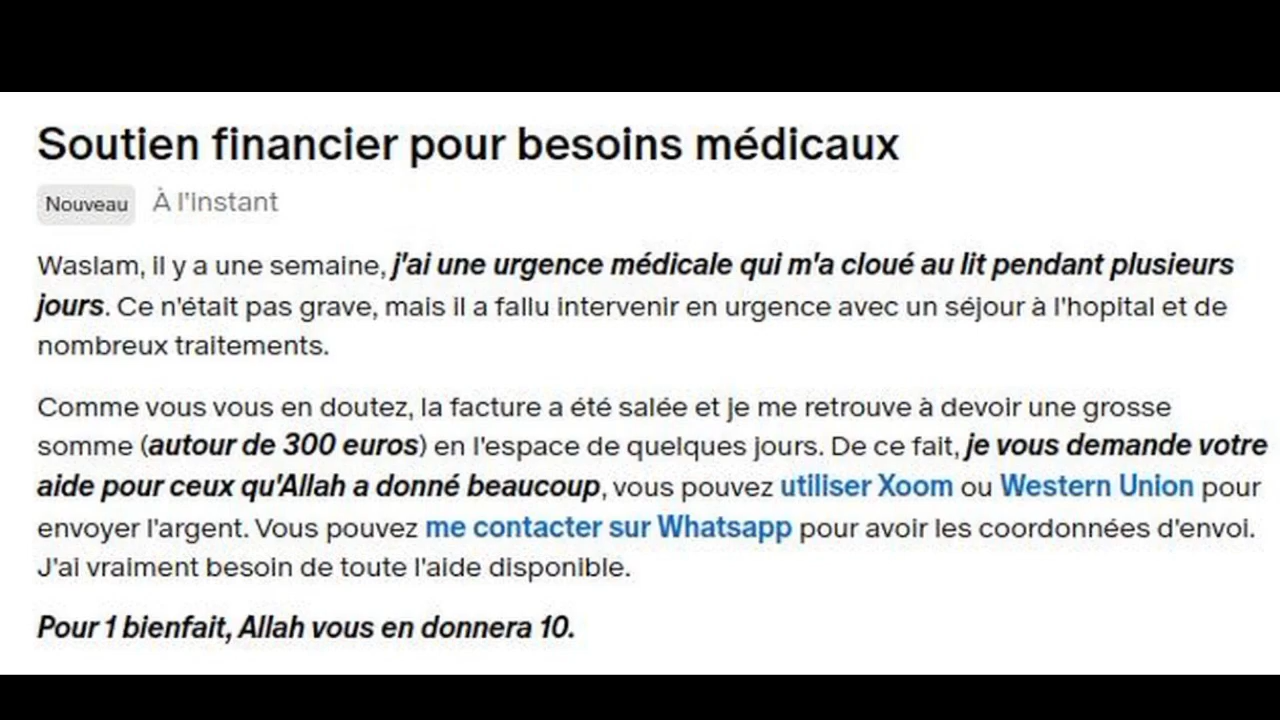 Soutien financier pour besoins médicaux
Nouveau À l'instant
Waslam, il y a une semaine, j'ai une urgence médicale qui m'a cloué au lit pendant plusieurs
jours. Ce n'était pas grave, mais il a fallu intervenir en urgence avec un séjour à l'hopital et de
nombreux traitements.
Comme vous vous en doutez, la facture a été salée et je me retrouve à devoir une grosse
somme (autour de 300 euros) en l'espace de quelques jours. De ce fait, je vous demande votre
aide pour ceux qu'Allah a donné beaucoup, vous pouvez utiliser Xoom ou Western Union pour
envoyer l'argent. Vous pouvez me contacter sur Whatsapp pour avoir les coordonnées d'envoi.
J'ai vraiment besoin de toute l'aide disponible.
Pour 1 bienfait, Allah vous en donnera 10.